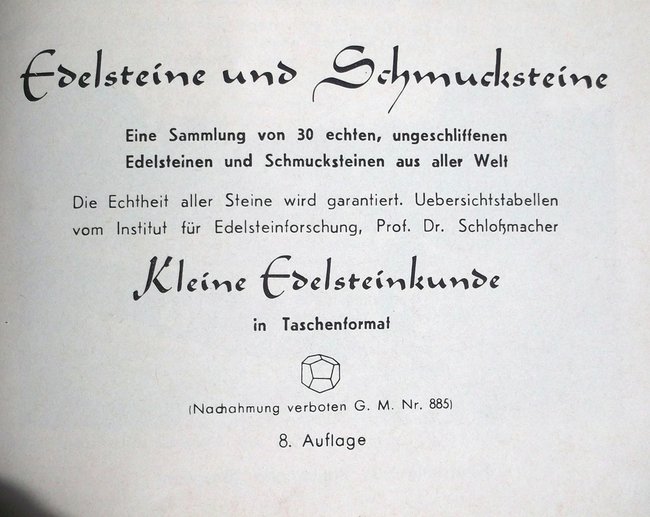 Edelsteine und Schmucksteine
Eine Sammlung von 30 echten, ungeschliffenen
Edelsteinen und Schmucksteinen aus aller Welt
Die Echtheit aller Steine wird garantiert. Uebersichtstabellen
vom Institut für Edelsteinforschung, Prof. Dr. Schloßmacher
Kleine Edelsteinkunde
in Taschenformat
(Nachahmung verboten G. M. Nr. 885)
8. Auflage